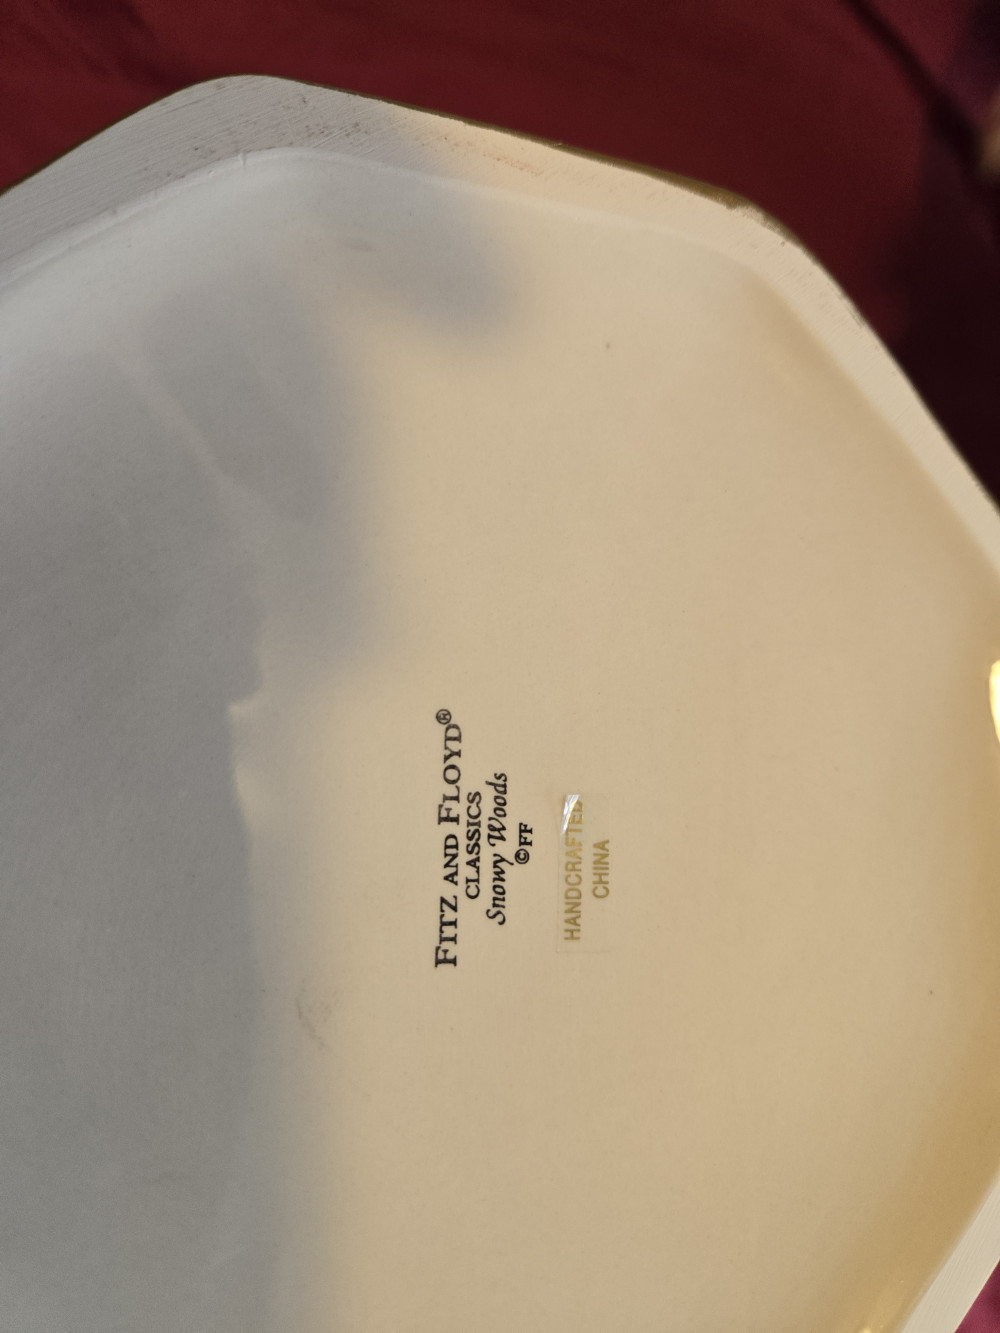 FITZ AND FLOYD®
CLASSICS
Snowy Woods
©FF
HANDCRAFTED
CHINA